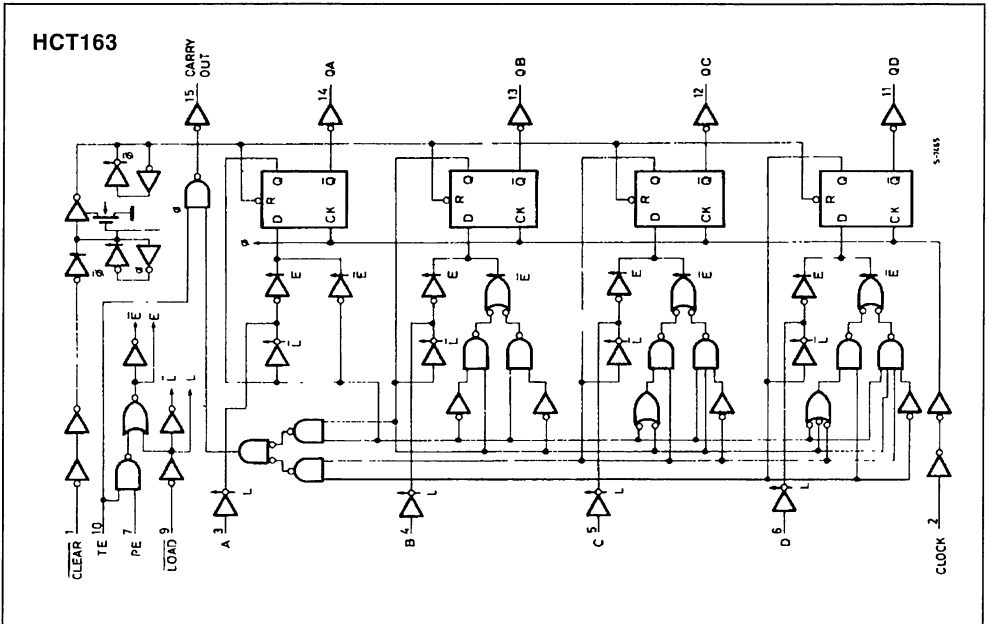 HCT163
15 CARRY
OUT
14 QA
13 QB
12 QC
11 QD
S-7465
Φ
Φ
Φ
Φ
Φ
Q
Q
Q
Q
R
R
R
R
D
D
D
D
Q
Q
Q
Q
CK
CK
CK
CK
E
E
E
E
E
E
E
E
E
E
L
L
L
L
L
L
L
L
L
L
CLEAR 1
TE 10
PE 7
LOAD 9
A 3
B 4
C 5
D 6
CLOCK 2